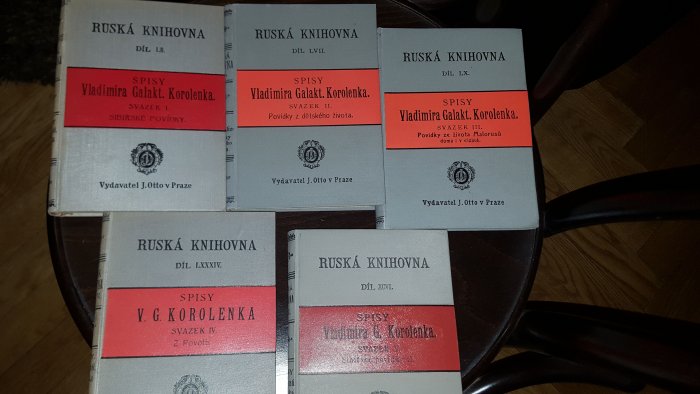 RUSKÁ KNIHOVNA
DÍL LII.
SPISY
Vladimíra Galakt. Korolenka.
SVAZEK I.
SIBIŘSKÉ POVÍDKY.
Vydavatel J. Otto v Praze
RUSKÁ KNIHOVNA
DÍL LVII.
SPISY
Vladimíra Galakt. Korolenka.
SVAZEK II.
Povídky z dětského života.
Vydavatel J. Otto v Praze
RUSKÁ KNIHOVNA
DÍL LX.
SPISY
Vladimíra Galakt. Korolenka.
SVAZEK III.
Povídky ze života Malorusů
doma i v cizině.
Vydavatel J. Otto v Praze
RUSKÁ KNIHOVNA
DÍL LXXXIV.
SPISY
V. G. KOROLENKA
SVAZEK IV.
Z Povolž
RUSKÁ KNIHOVNA
DÍL XCVI.
SPISY
Vladimíra G. Korolenka.
SVAZEK